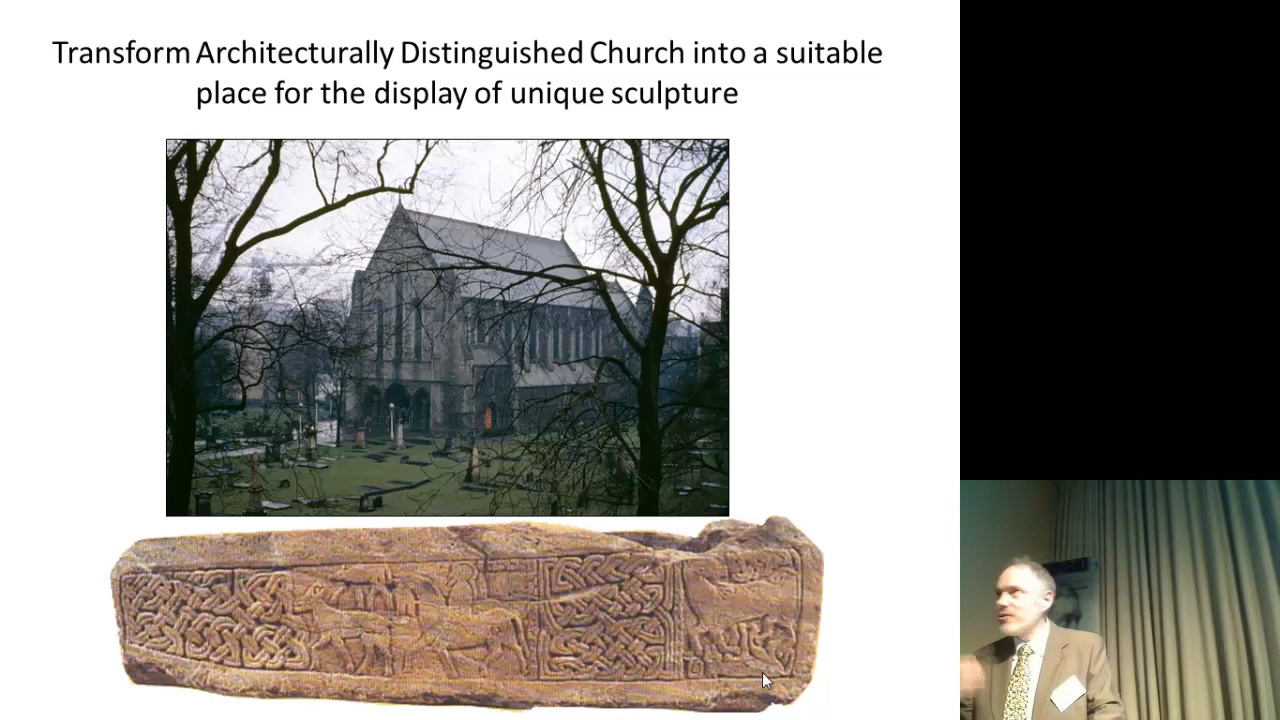 Transform Architecturally Distinguished Church into a suitable
place for the display of unique sculpture